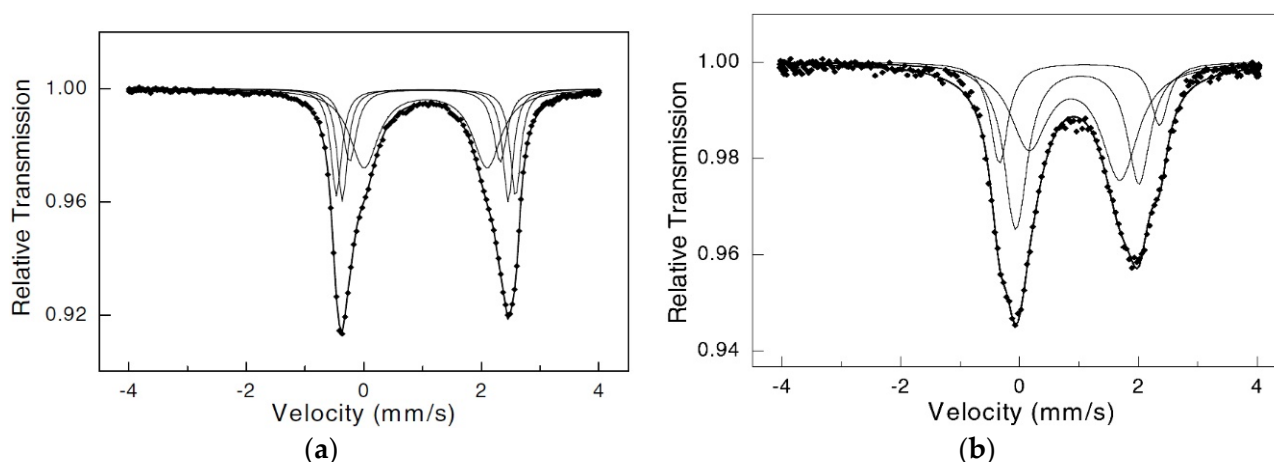 1.00
0.96
0.92
Relative Transmission
-4
-2
0
2
4
Velocity (mm/s)
(a)
1.00
0.98
0.96
0.94
Relative Transmission
-4
-2
0
2
4
Velocity (mm/s)
(b)